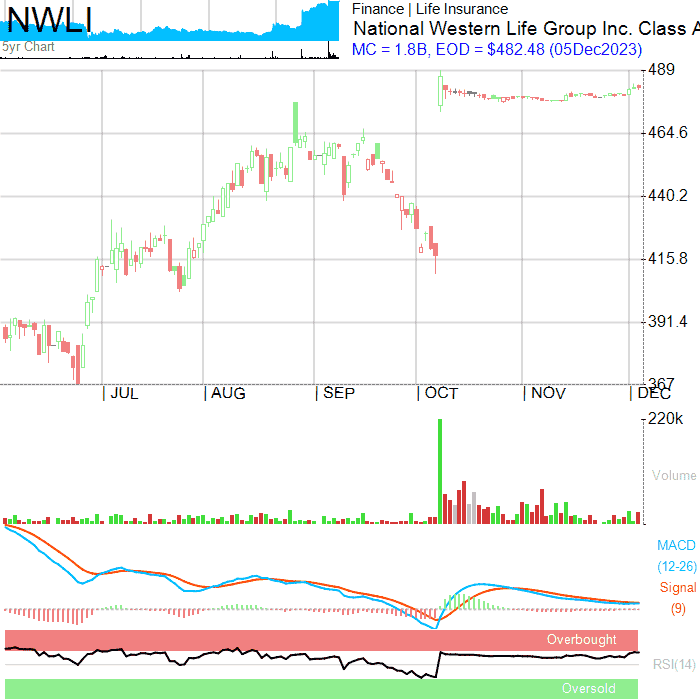 NWLI
5yr Chart
Finance | Life Insurance
National Western Life Group Inc. Class A
MC = 1.8B, EOD = $482.48 (05Dec2023)
489
464.6
440.2
415.8
391.4
367
JUL
AUG
SEP
OCT
NOV
DEC
220k
Volume
MACD
(12-26)
Signal
(9)
Overbought
RSI(14)
Oversold